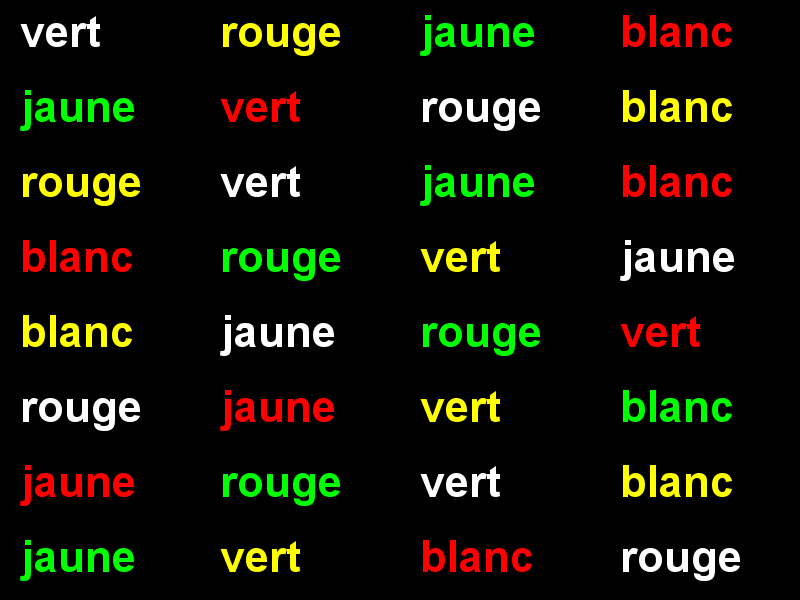 vert rouge jaune blanc
jaune vert rouge blanc
rouge vert jaune blanc
blanc rouge vert jaune
blanc jaune rouge vert
rouge jaune vert blanc
jaune rouge vert blanc
jaune vert blanc rouge